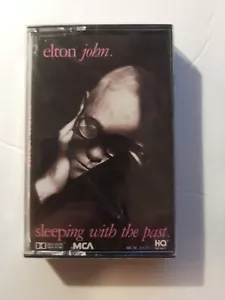 elton john.
sleeping with the past.
MCA
HQ